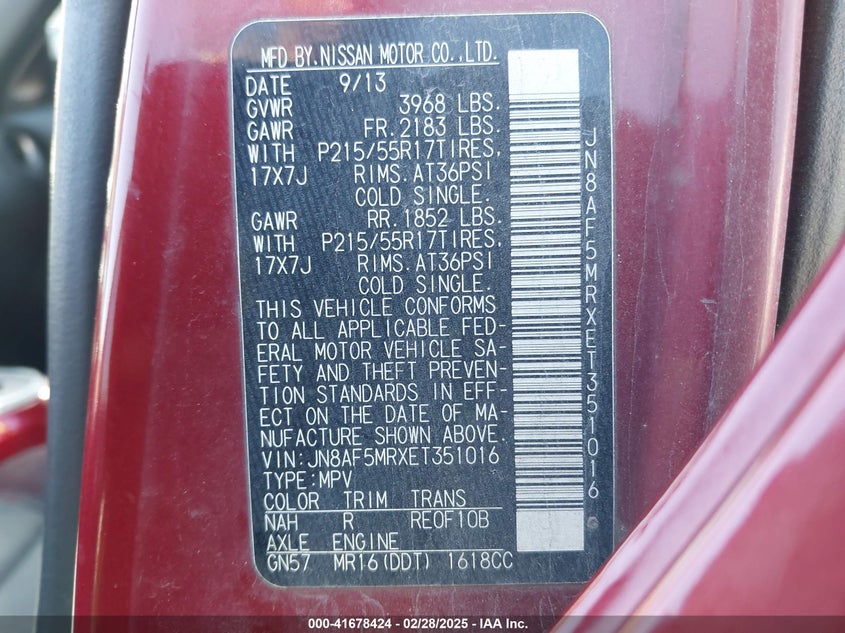 MFD BY.NISSAN MOTOR CO.,LTD.
DATE 9/13
GVWR 3968 LBS.
GAWR FR.2183 LBS.
WITH P215/55R17TIRES,
17X7J RIMS.AT36PSI
COLD SINGLE.
GAWR RR.1852 LBS.
WITH P215/55R17TIRES,
17X7J RIMS.AT36PSI
COLD SINGLE.
THIS VEHICLE CONFORMS
TO ALL APPLICABLE FED-
ERAL MOTOR VEHICLE SA-
FETY AND THEFT PREVEN-
TION STANDARDS IN EFF-
ECT ON THE DATE OF MA-
NUFACTURE SHOWN ABOVE.
VIN:JN8AF5MRXET351016
TYPE:MPV
COLOR TRIM TRANS
NAH R RE0F10B
AXLE ENGINE
GN57 MR16(DDT) 1618CC
JN8AF5MRXET351016
000-41678424 - 02/28/2025 - IAA Inc.